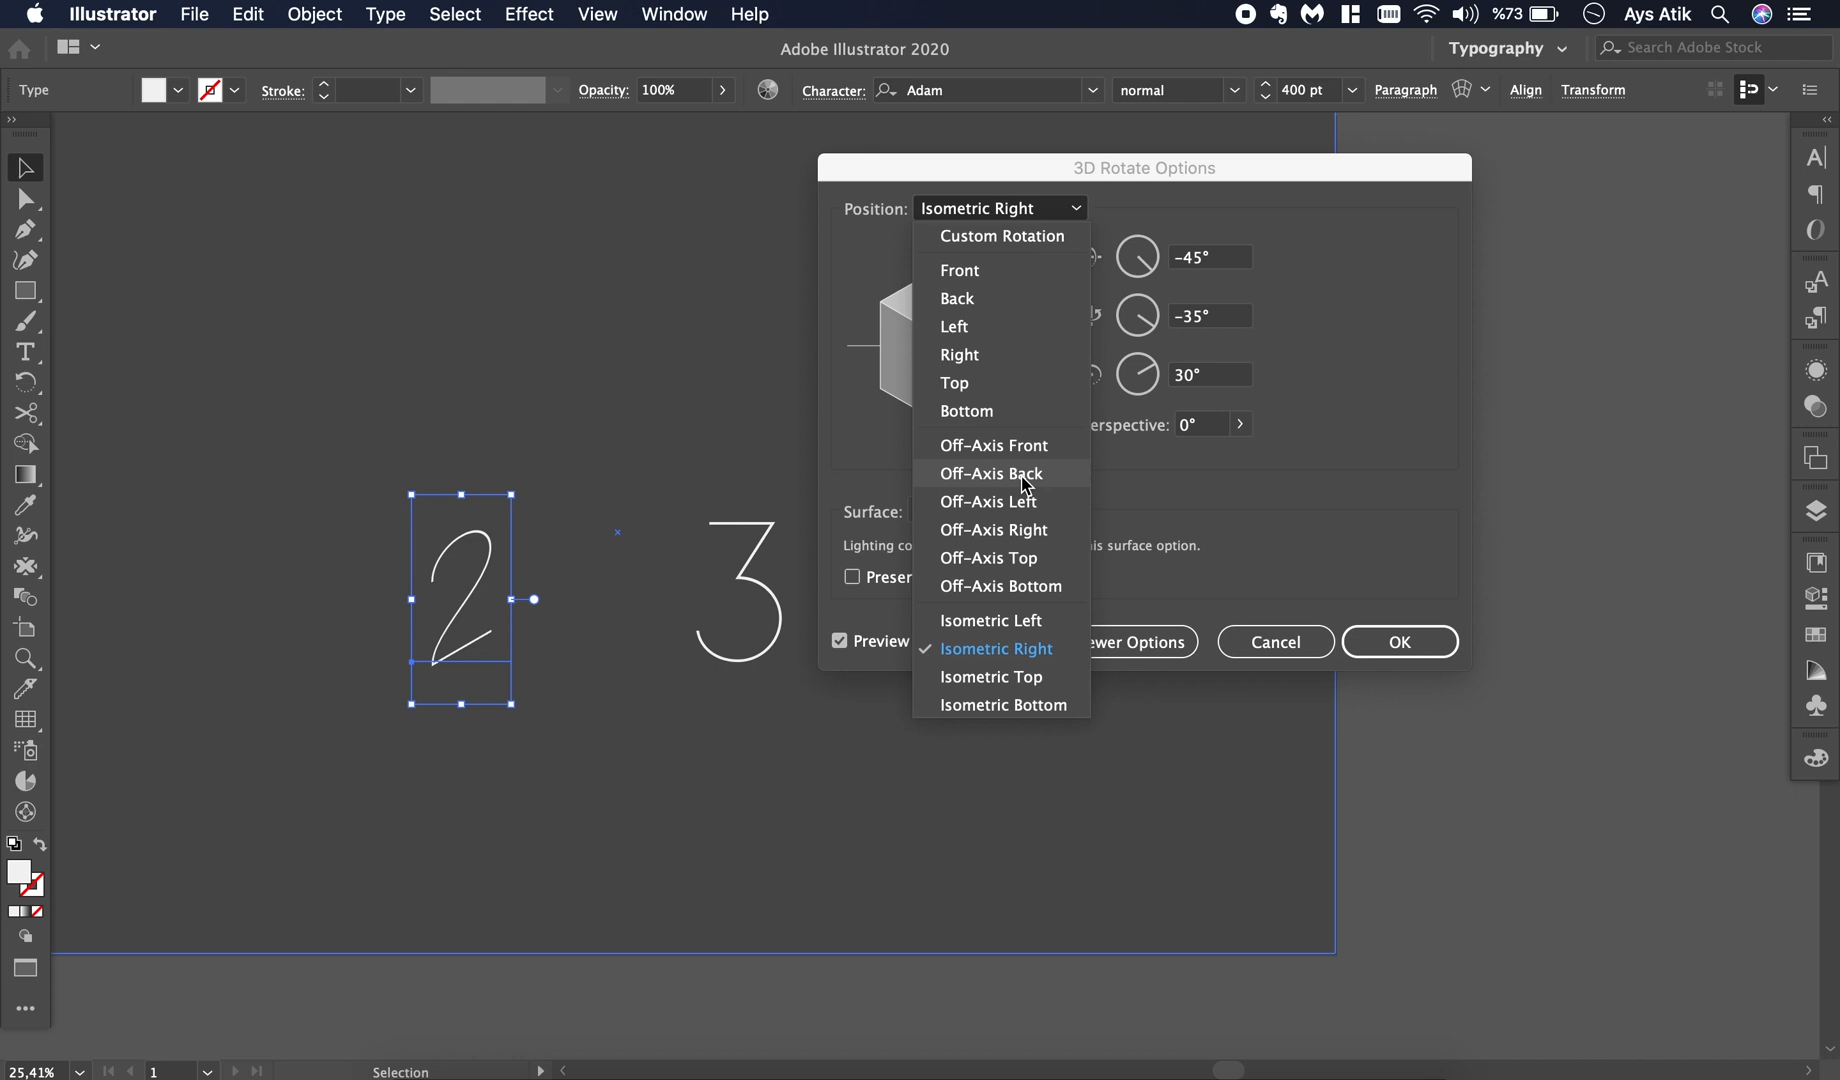 Illustrator File Edit Object Type Select Effect View Window Help %73 Ays Atik
Adobe Illustrator 2020 Typography Search Adobe Stock
Type Stroke: Opacity: 100% Character: Adam normal 400 pt Paragraph Align Transform
3D Rotate Options
Position: Isometric Right
Custom Rotation
-45°
Front
Back
-35°
Left
Right
30°
Top
Bottom
erspective: 0°
Off-Axis Front
Off-Axis Back
Off-Axis Left
Surface:
Off-Axis Right
Lighting co is surface option.
Off-Axis Top
Preser
Off-Axis Bottom
Isometric Left
Preview ewer Options Cancel OK
Isometric Right
Isometric Top
Isometric Bottom
2 3
25,41% 1 Selection